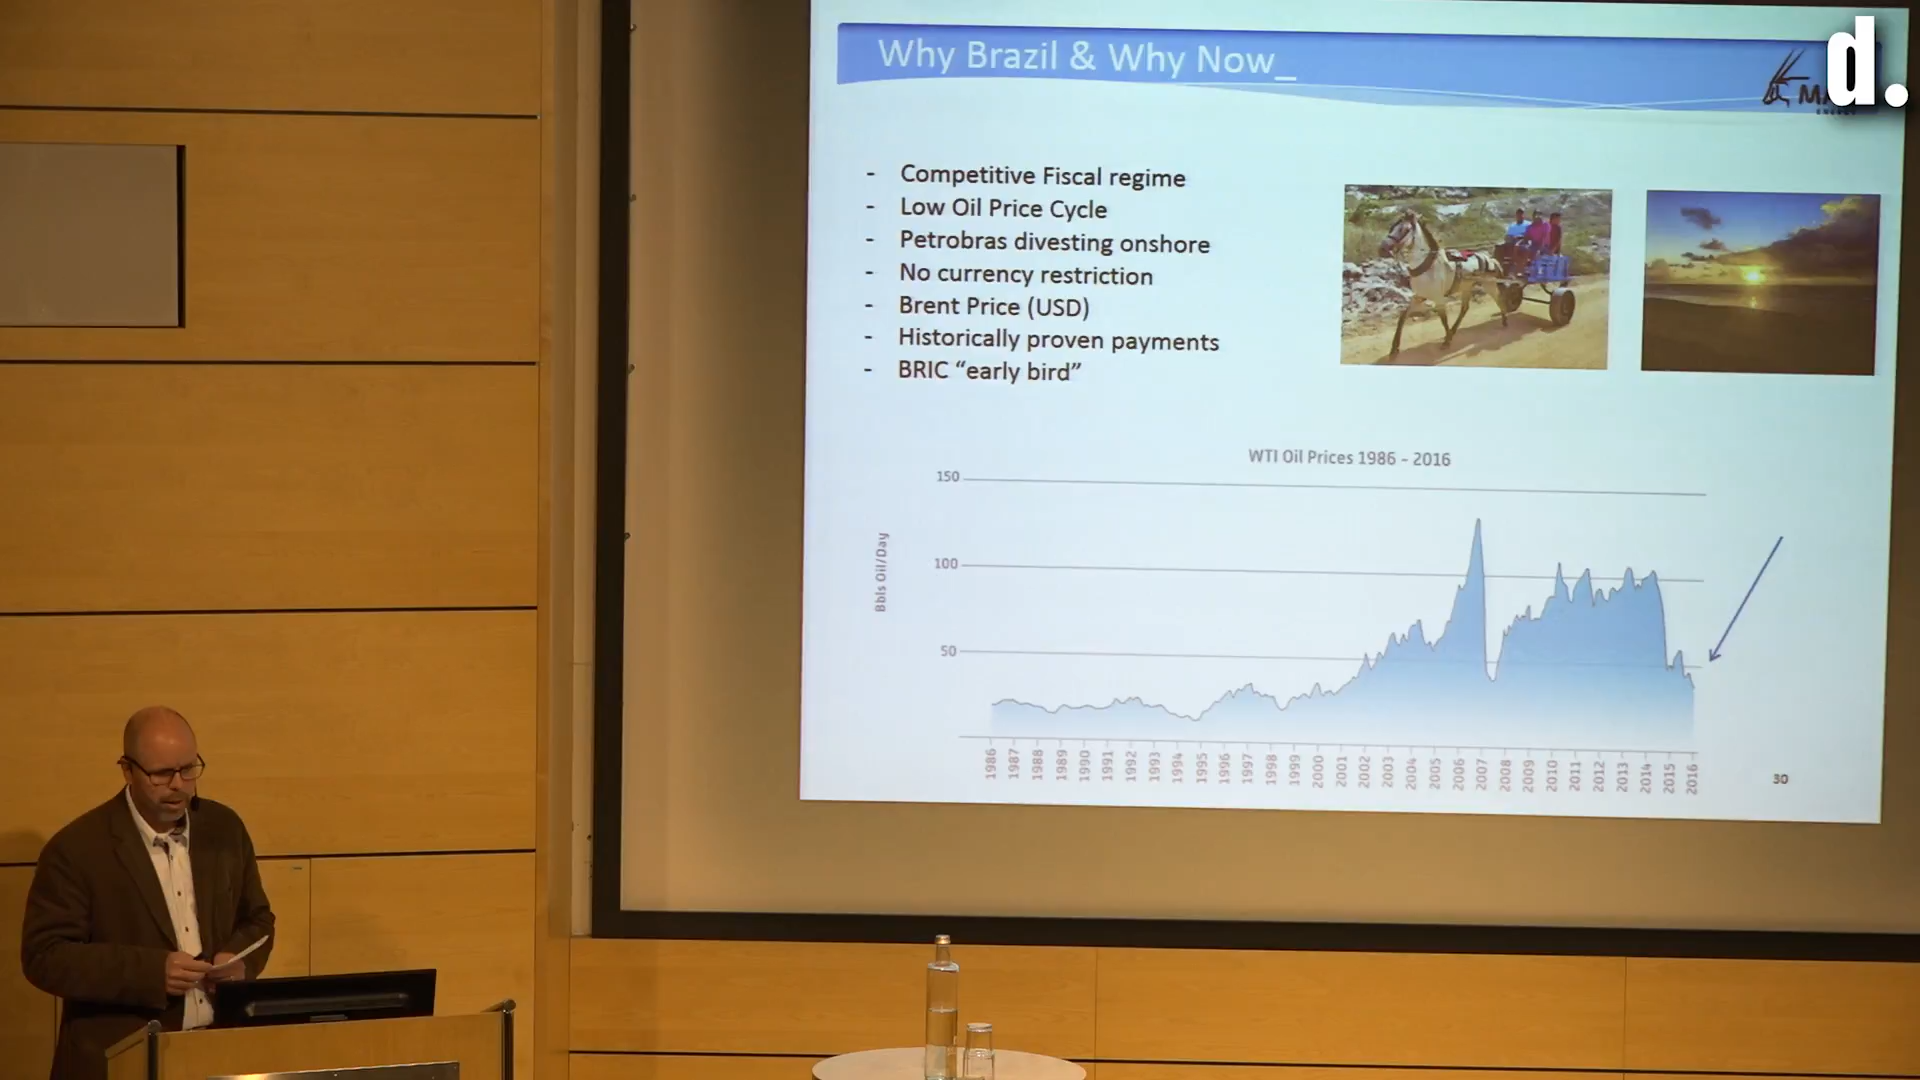 Why Brazil & Why Now_
d.
- Competitive Fiscal regime
- Low Oil Price Cycle
- Petrobras divesting onshore
- No currency restriction
- Brent Price (USD)
- Historically proven payments
- BRIC “early bird”
WTI Oil Prices 1986 - 2016
150
100
50
Bbls Oil/Day
1986 1987 1988 1989 1990 1991 1992 1993 1994 1995 1996 1997 1998 1999 2000 2001 2002 2003 2004 2005 2006 2007 2008 2009 2010 2011 2012 2013 2014 2015 2016
30